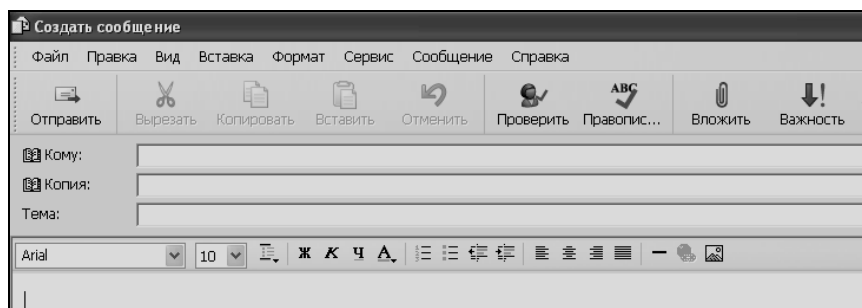 Создать сообщение
Файл Правка Вид Вставка Формат Сервис Сообщение Справка
ABC
Отправить Вырезать Копировать Вставить Отменить Проверить Правопис... Вложить Важность
Кому:
Копия:
Тема:
Arial 10 Ж К Ч А